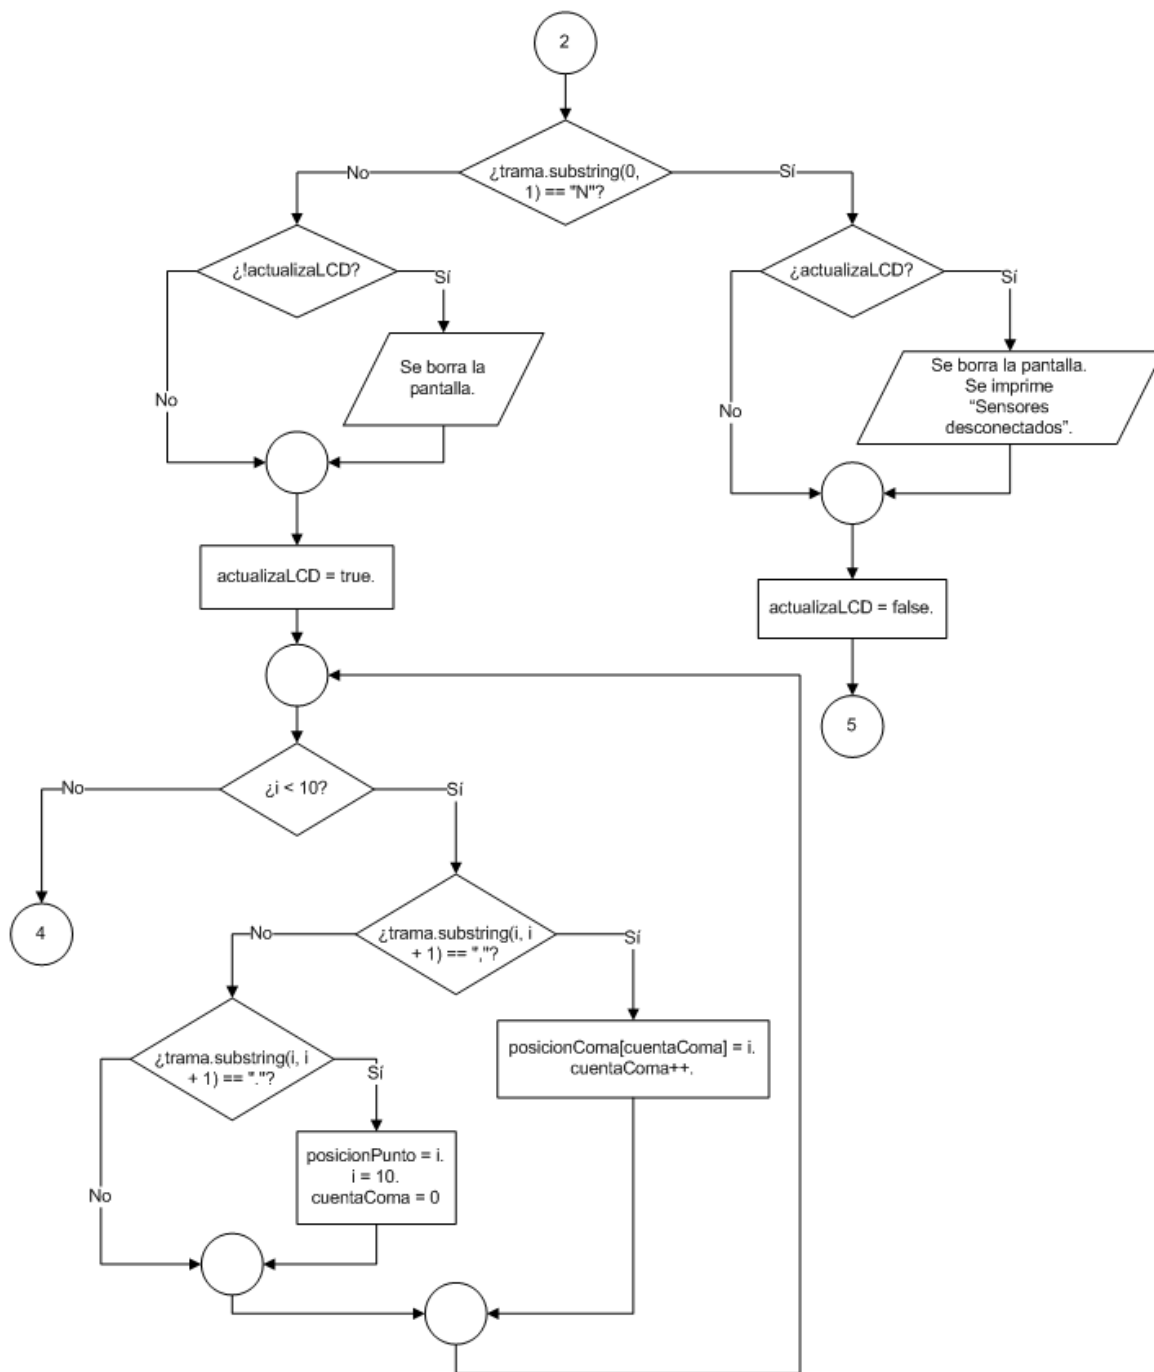 2
¿trama.substring(0,
1) == "N"?
No
Sí
¿!actualizaLCD?
Sí
No
Se borra la
pantalla.
¿actualizaLCD?
Sí
No
Se borra la pantalla.
Se imprime
“Sensores
desconectados”.
actualizaLCD = true.
actualizaLCD = false.
5
¿i < 10?
No
Sí
4
¿trama.substring(i, i
+ 1) == ","?
No
Sí
¿trama.substring(i, i
+ 1) == "."?
Sí
No
posicionComa[cuentaComa] = i.
cuentaComa++.
posicionPunto = i.
i = 10.
cuentaComa = 0